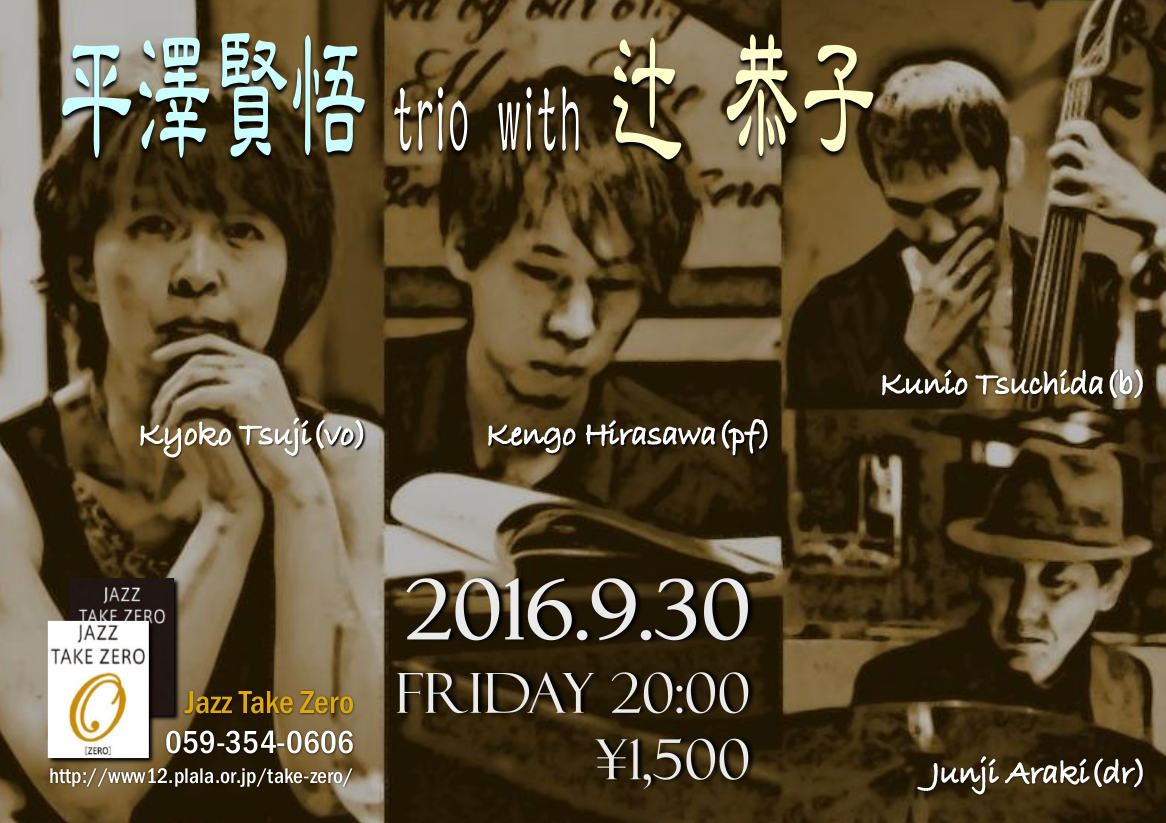 平澤賢悟 trio with 辻 恭子
Kyoko Tsuji(vo)
Kengo Hirasawa(pf)
Kunio Tsuchida(b)
Junji Araki(dr)
2016.9.30
FRIDAY 20:00
¥1,500
JAZZ
TAKE ZERO
JAZZ
TAKE ZERO
[ZERO]
Jazz Take Zero
059-354-0606
http://www12.plala.or.jp/take-zero/